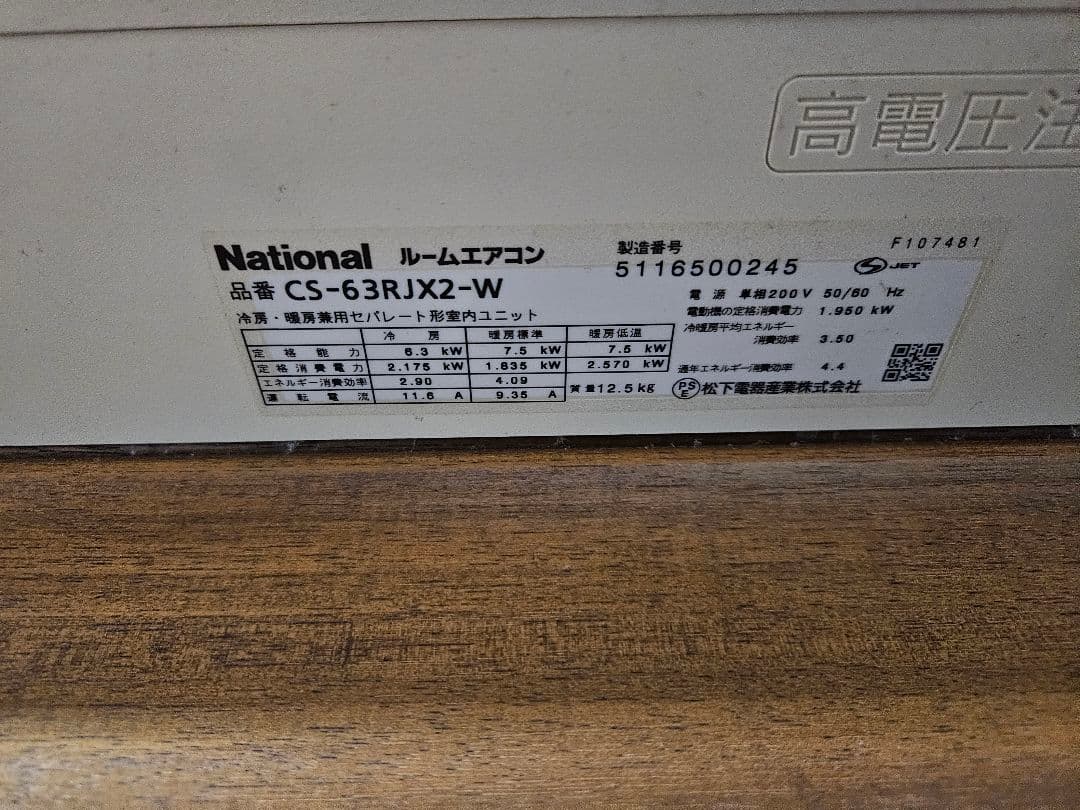 高電圧注
National ルームエアコン
品番 CS-63RJX2-W
冷房・暖房兼用セパレート形室内ユニット
冷房 暖房標準 暖房低温
定格能力 6.3 kW 7.5 kW 7.5 kW
定格消費電力 2.175 kW 1.835 kW 2.570 kW
エネルギー消費効率 2.90 4.09
運転電流 11.6 A 9.35 A
質量12.5kg
製造番号
5116500245
F107481
JET
電源 単相200V 50/60 Hz
電動機の定格消費電力 1.950 kW
冷暖房平均エネルギー
消費効率 3.50
通年エネルギー消費効率 4.4
PSE 松下電器産業株式会社